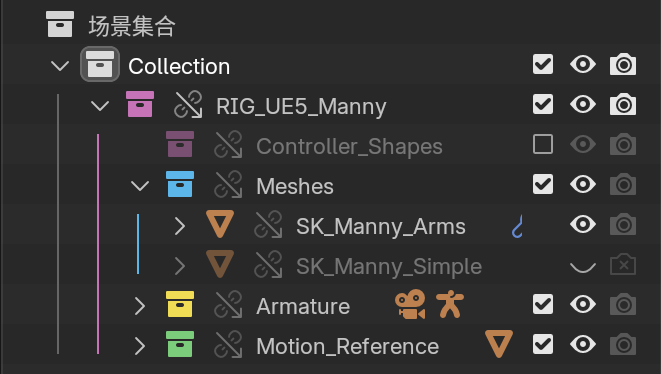 场景集合
Collection
RIG_UE5_Manny
Controller_Shapes
Meshes
SK_Manny_Arms
SK_Manny_Simple
Armature
Motion_Reference